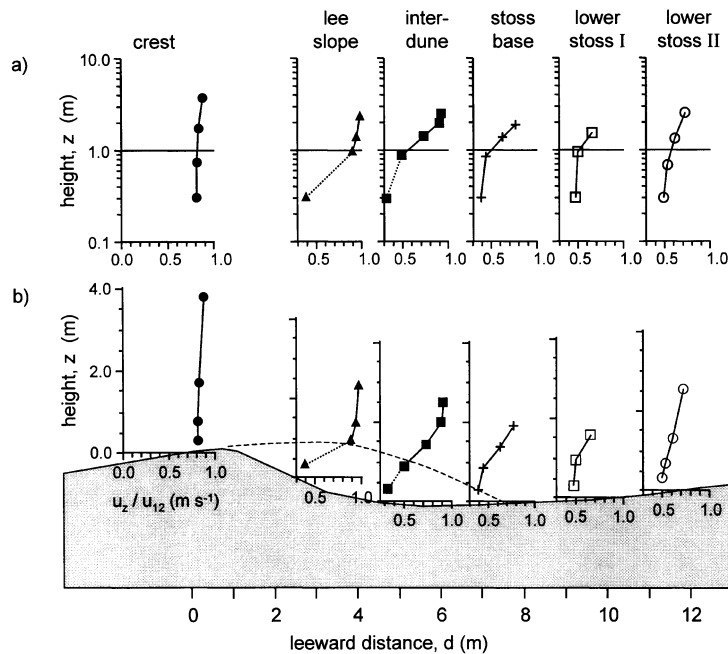 crest
lee slope
inter-dune
stoss base
lower stoss I
lower stoss II
a)
height, z (m)
10.0
1.0
0.1
0.0 0.5 1.0
0.5 1.0
0.5 1.0
0.5 1.0
0.5 1.0
0.5 1.0
b)
height, z (m)
4.0
2.0
0.0
0 0.5 1.0
u_z / u_12 (m s⁻¹)
0.5 1.0
0.5 1.0
0.5 1.0
0.5 1.0
0.5 1.0
0 2 4 6 8 10 12
leeward distance, d (m)